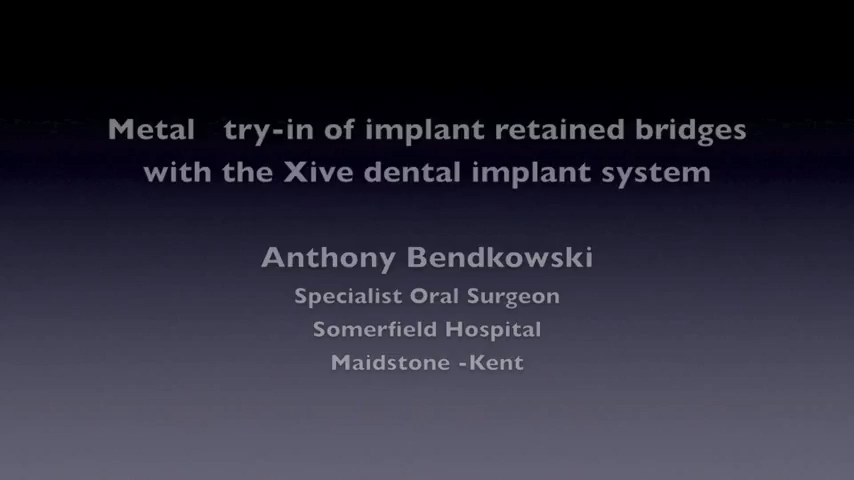 Metal try-in of implant retained bridges
with the Xive dental implant system
Anthony Bendkowski
Specialist Oral Surgeon
Somerfield Hospital
Maidstone -Kent